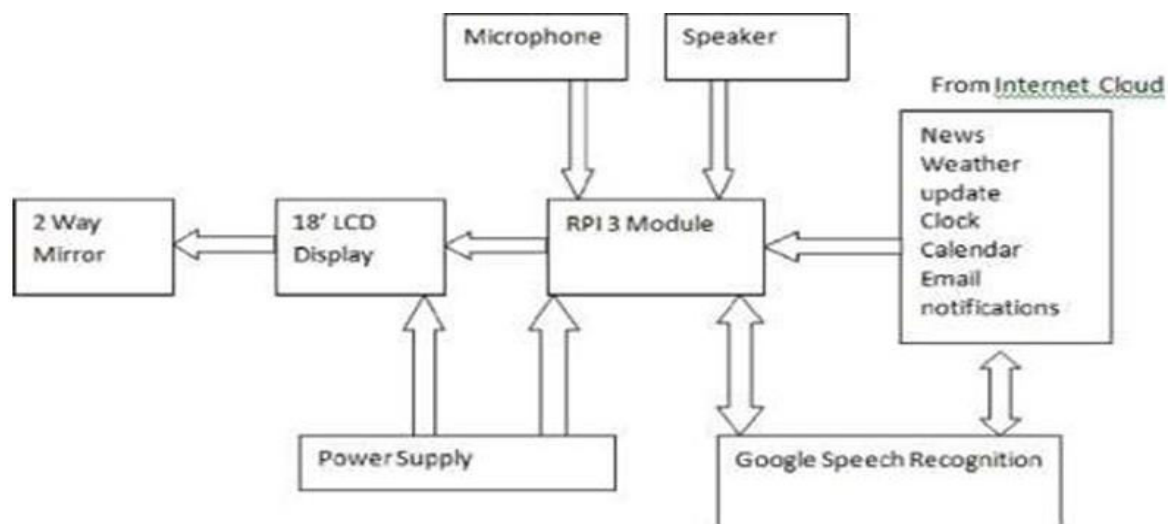 Microphone
Speaker
From Internet Cloud
News
Weather
update
Clock
Calendar
Email
notifications
2 Way
Mirror
18' LCD
Display
RPI 3 Module
Power Supply
Google Speech Recognition